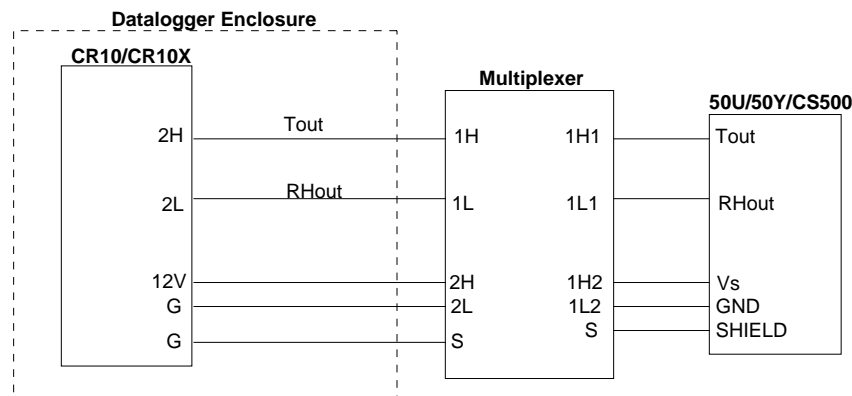 Datalogger Enclosure
CR10/CR10X
Multiplexer
50U/50Y/CS500
2H Tout 1H 1H1 Tout
2L RHout 1L 1L1 RHout
12V 2H 1H2 Vs
G 2L 1L2 GND
G S S SHIELD